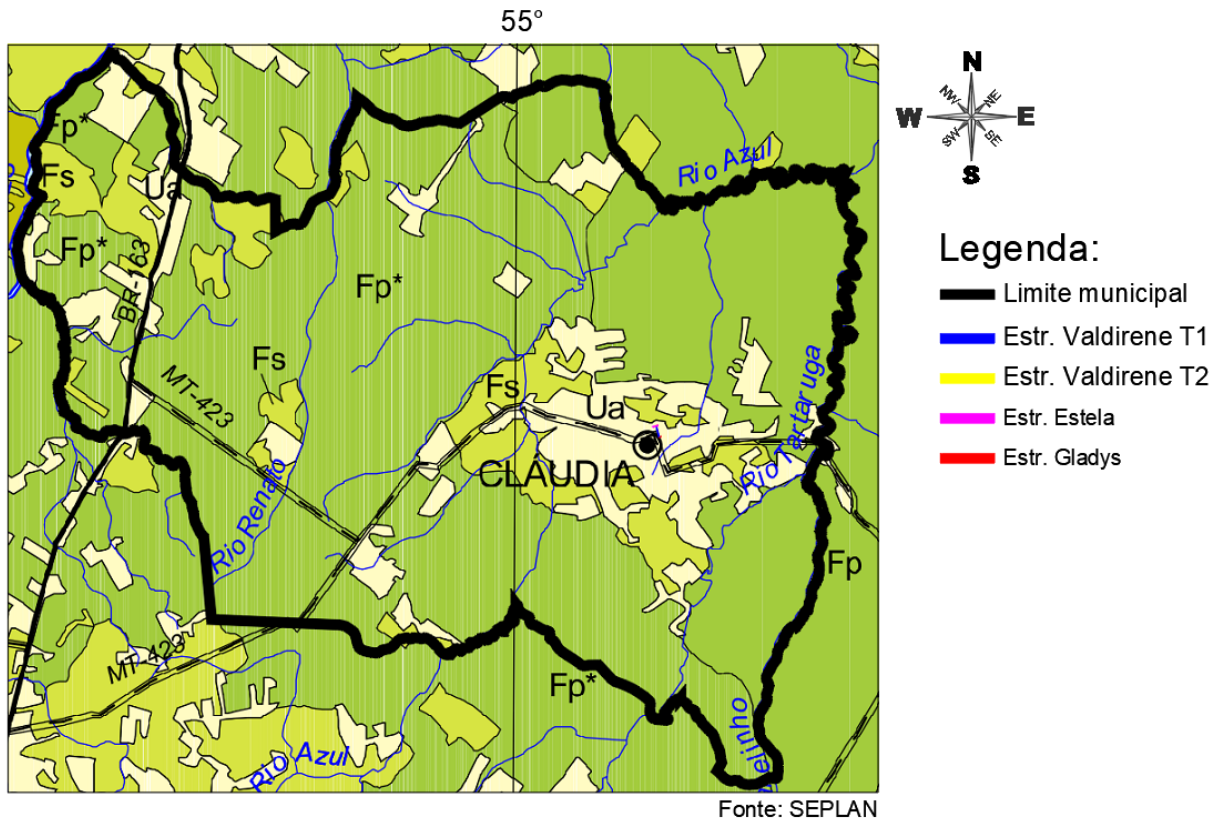 55°
N
NW
NE
W
E
SW
SE
S
Fp*
Rio Azul
Fs
Ua
Fp*
BR-163
Fp*
Legenda:
Limite municipal
Estr. Valdirene T1
Estr. Valdirene T2
Estr. Estela
Estr. Gladys
Fs
MT-423
Fs
Ua
Rio Tartaruga
CLÁUDIA
Rio Renato
Fp
MT-423
Fp*
elinho
Rio Azul
Fonte: SEPLAN